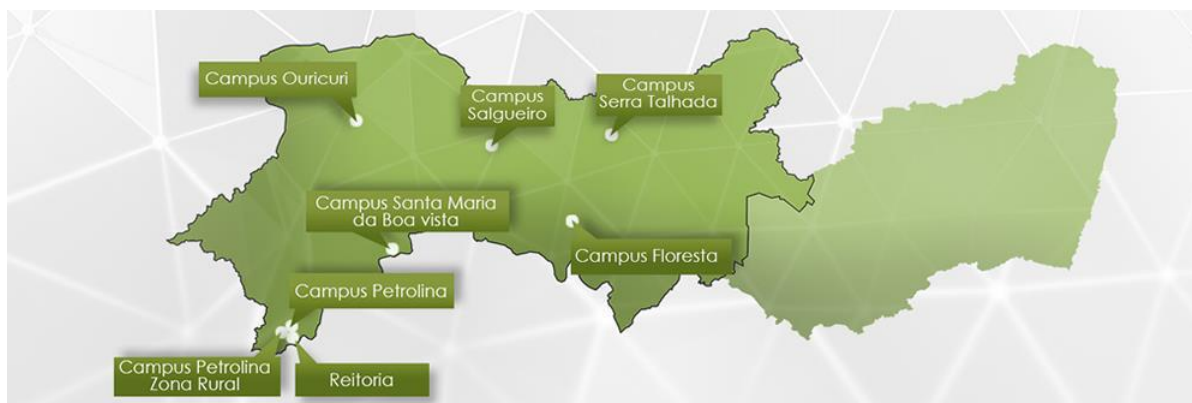 Campus Ouricuri
Campus
Salgueiro
Campus
Serra Talhada
Campus Santa Maria
da Boa vista
Campus Floresta
Campus Petrolina
Campus Petrolina
Zona Rural
Reitoria